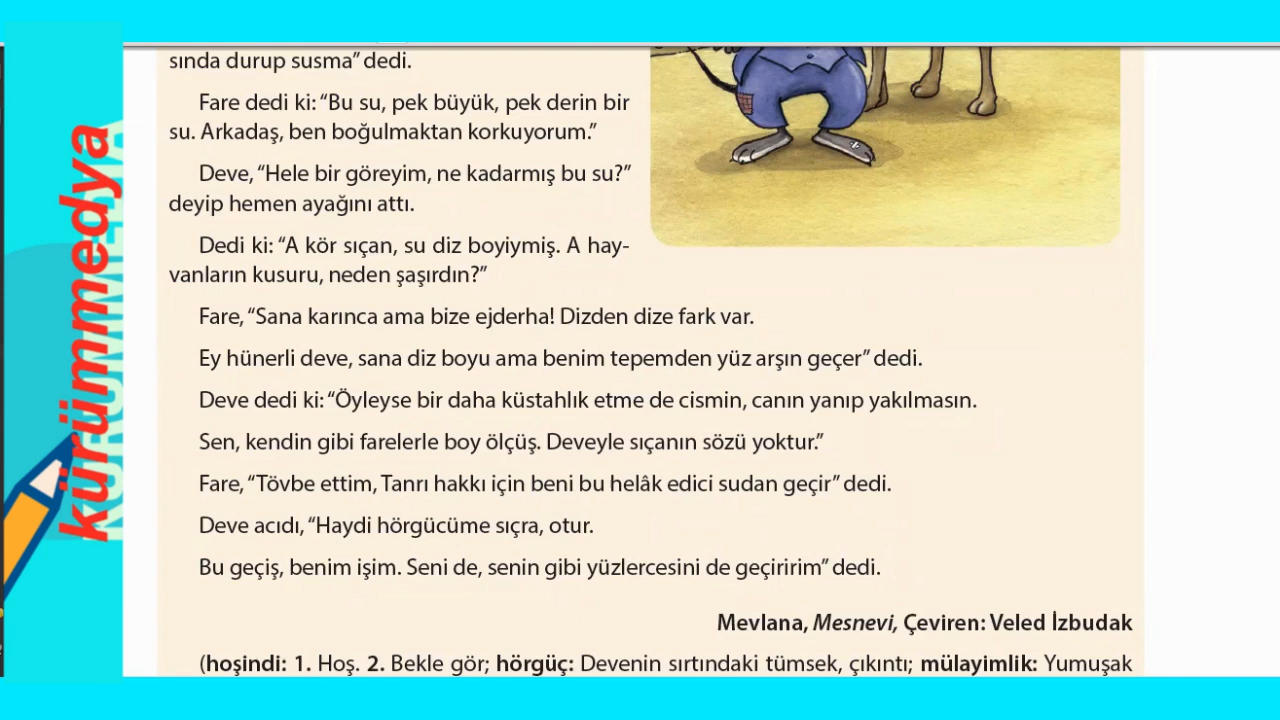 sında durup susma” dedi.
Fare dedi ki: “Bu su, pek büyük, pek derin bir
su. Arkadaş, ben boğulmaktan korkuyorum.”
Deve, “Hele bir göreyim, ne kadarmış bu su?”
deyip hemen ayağını attı.
Dedi ki: “A kör sıçan, su diz boyiymiş. A hay-
vanların kusuru, neden şaşırdın?”
Fare, “Sana karınca ama bize ejderha! Dizden dize fark var.
Ey hünerli deve, sana diz boyu ama benim tepemden yüz arşın geçer” dedi.
Deve dedi ki: “Öyleyse bir daha küstahlık etme de cismin, canın yanıp yakılmasın.
Sen, kendin gibi farelerle boy ölçüş. Deveyle sıçanın sözü yoktur.”
Fare, “Tövbe ettim, Tanrı hakkı için beni bu helâk edici sudan geçir” dedi.
Deve acıdı, “Haydi hörgücüme sıçra, otur.
Bu geçiş, benim işim. Seni de, senin gibi yüzlercesini de geçiririm” dedi.
Mevlana, Mesnevi, Çeviren: Veled İzbudak
(hoşindi: 1. Hoş. 2. Bekle gör; hörgüç: Devenin sırtındaki tümsek, çıkıntı; mülayimlik: Yumuşak
kürümmedya